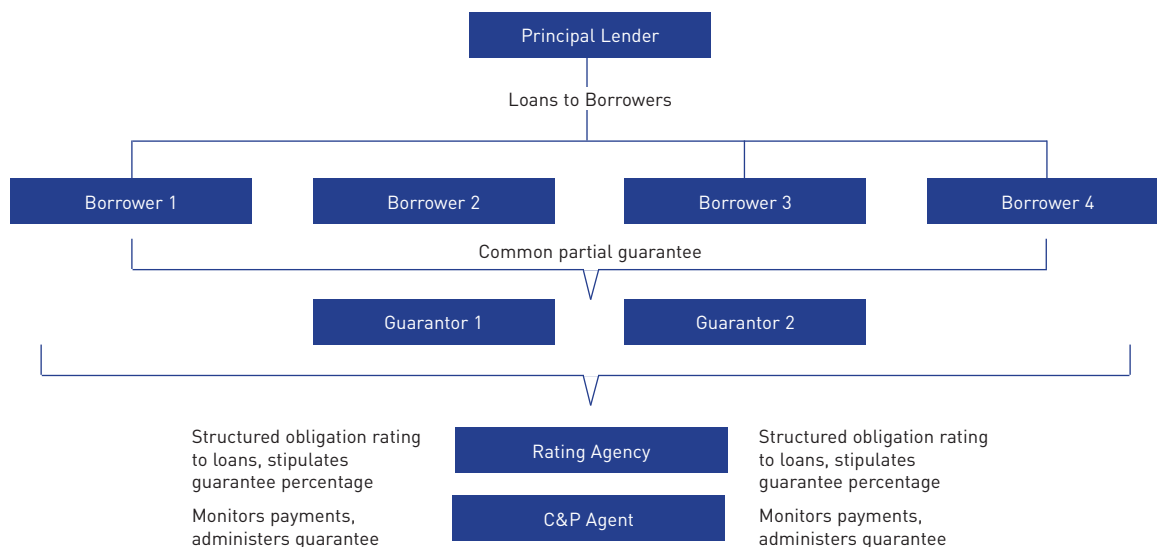 Principal Lender
Loans to Borrowers
Borrower 1
Borrower 2
Borrower 3
Borrower 4
Common partial guarantee
Guarantor 1
Guarantor 2
Structured obligation rating
to loans, stipulates
guarantee percentage
Rating Agency
Structured obligation rating
to loans, stipulates
guarantee percentage
Monitors payments,
administers guarantee
C&P Agent
Monitors payments,
administers guarantee